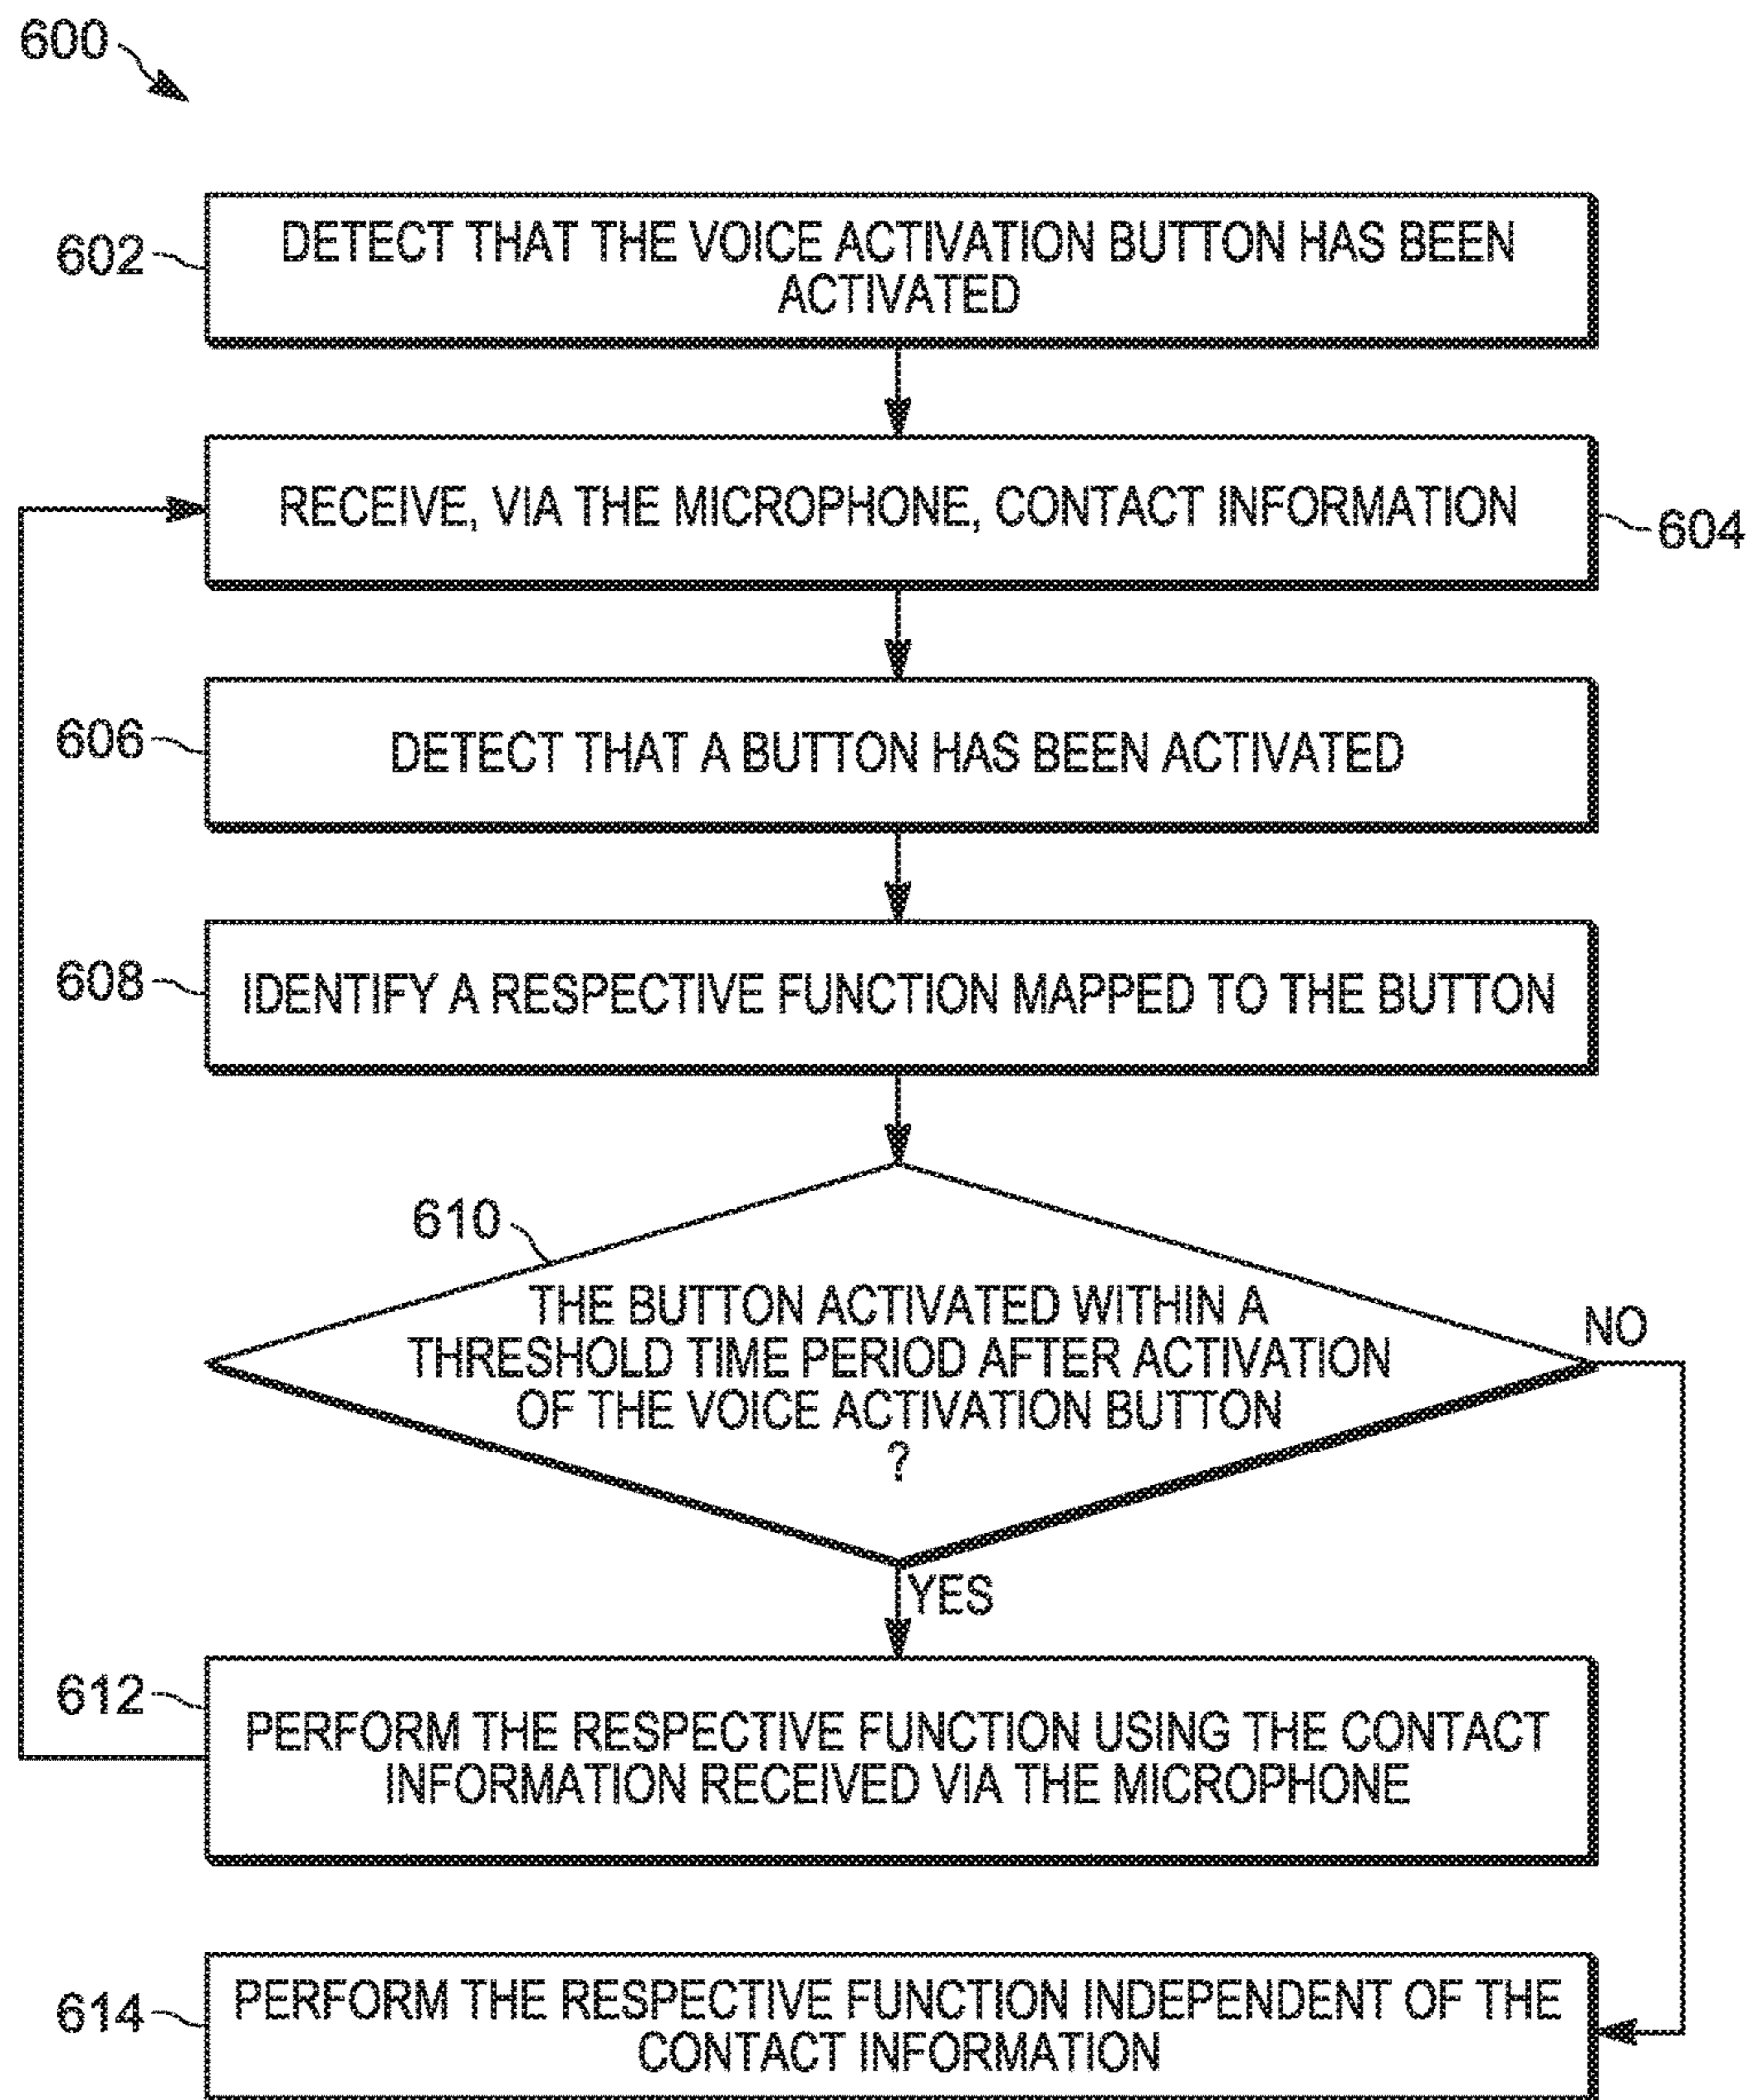 600
602
DETECT THAT THE VOICE ACTIVATION BUTTON HAS BEEN
ACTIVATED
RECEIVE, VIA THE MICROPHONE, CONTACT INFORMATION
604
606
DETECT THAT A BUTTON HAS BEEN ACTIVATED
608
IDENTIFY A RESPECTIVE FUNCTION MAPPED TO THE BUTTON
610
THE BUTTON ACTIVATED WITHIN A
THRESHOLD TIME PERIOD AFTER ACTIVATION
OF THE VOICE ACTIVATION BUTTON
?
NO
YES
612
PERFORM THE RESPECTIVE FUNCTION USING THE CONTACT
INFORMATION RECEIVED VIA THE MICROPHONE
614
PERFORM THE RESPECTIVE FUNCTION INDEPENDENT OF THE
CONTACT INFORMATION